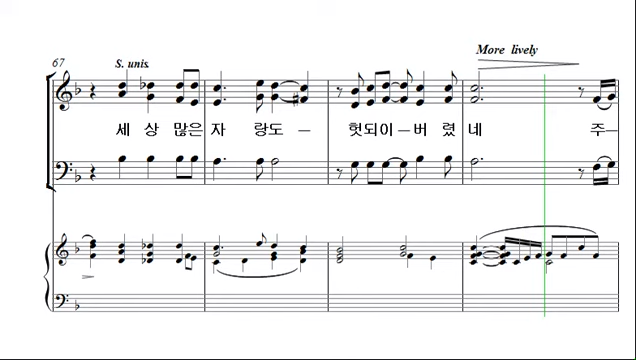 More lively
67
S. unis.
세 상 많은 자 랑도 – 헛되이 – 버 렸 네 주 –